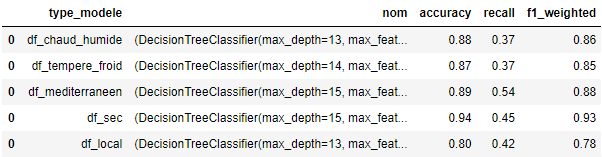 type_modele nom accuracy recall f1_weighted
0 df_chaud_humide (DecisionTreeClassifier(max_depth=13, max_feat... 0.88 0.37 0.86
0 df_tempere_froid (DecisionTreeClassifier(max_depth=14, max_feat... 0.87 0.37 0.85
0 df_mediterraneen (DecisionTreeClassifier(max_depth=15, max_feat... 0.89 0.54 0.88
0 df_sec (DecisionTreeClassifier(max_depth=15, max_feat... 0.94 0.45 0.93
0 df_local (DecisionTreeClassifier(max_depth=13, max_feat... 0.80 0.42 0.78